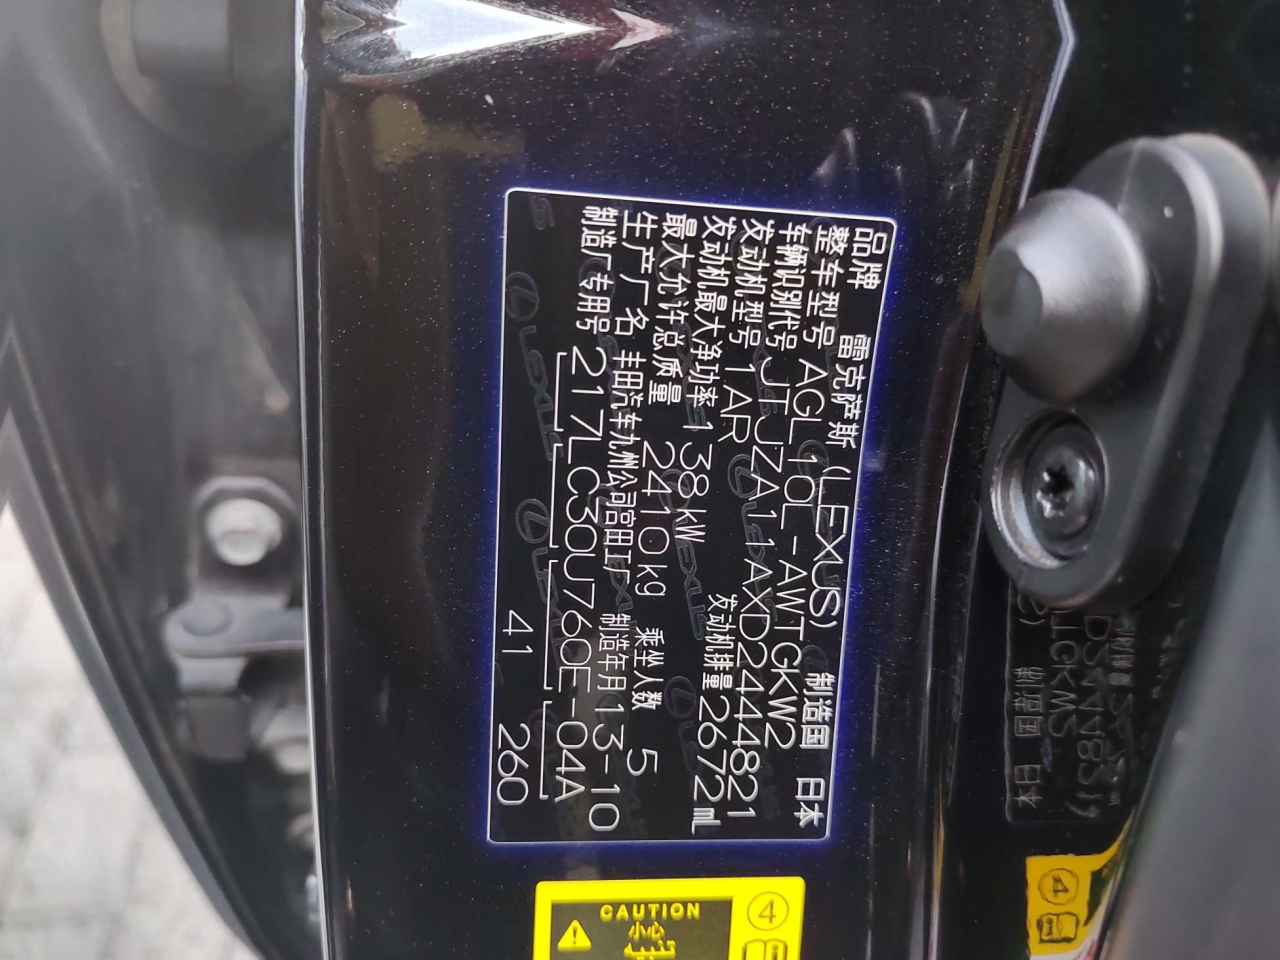 品牌 雷克萨斯 (LEXUS) 制造国 日本
整车型号 AGL10L-AWTGKW2
车辆识别代号 JTJZA11AXD2444821
发动机型号 1AR 发动机排量 2672mL
发动机最大净功率 138kW
最大允许总质量 2410kg 乘坐人数 5
生产厂名 丰田汽车九州公司宫田工厂 制造年月 13-10
制造厂专用号 217LC30U760E-04A
41 260
CAUTION
小心
4
4